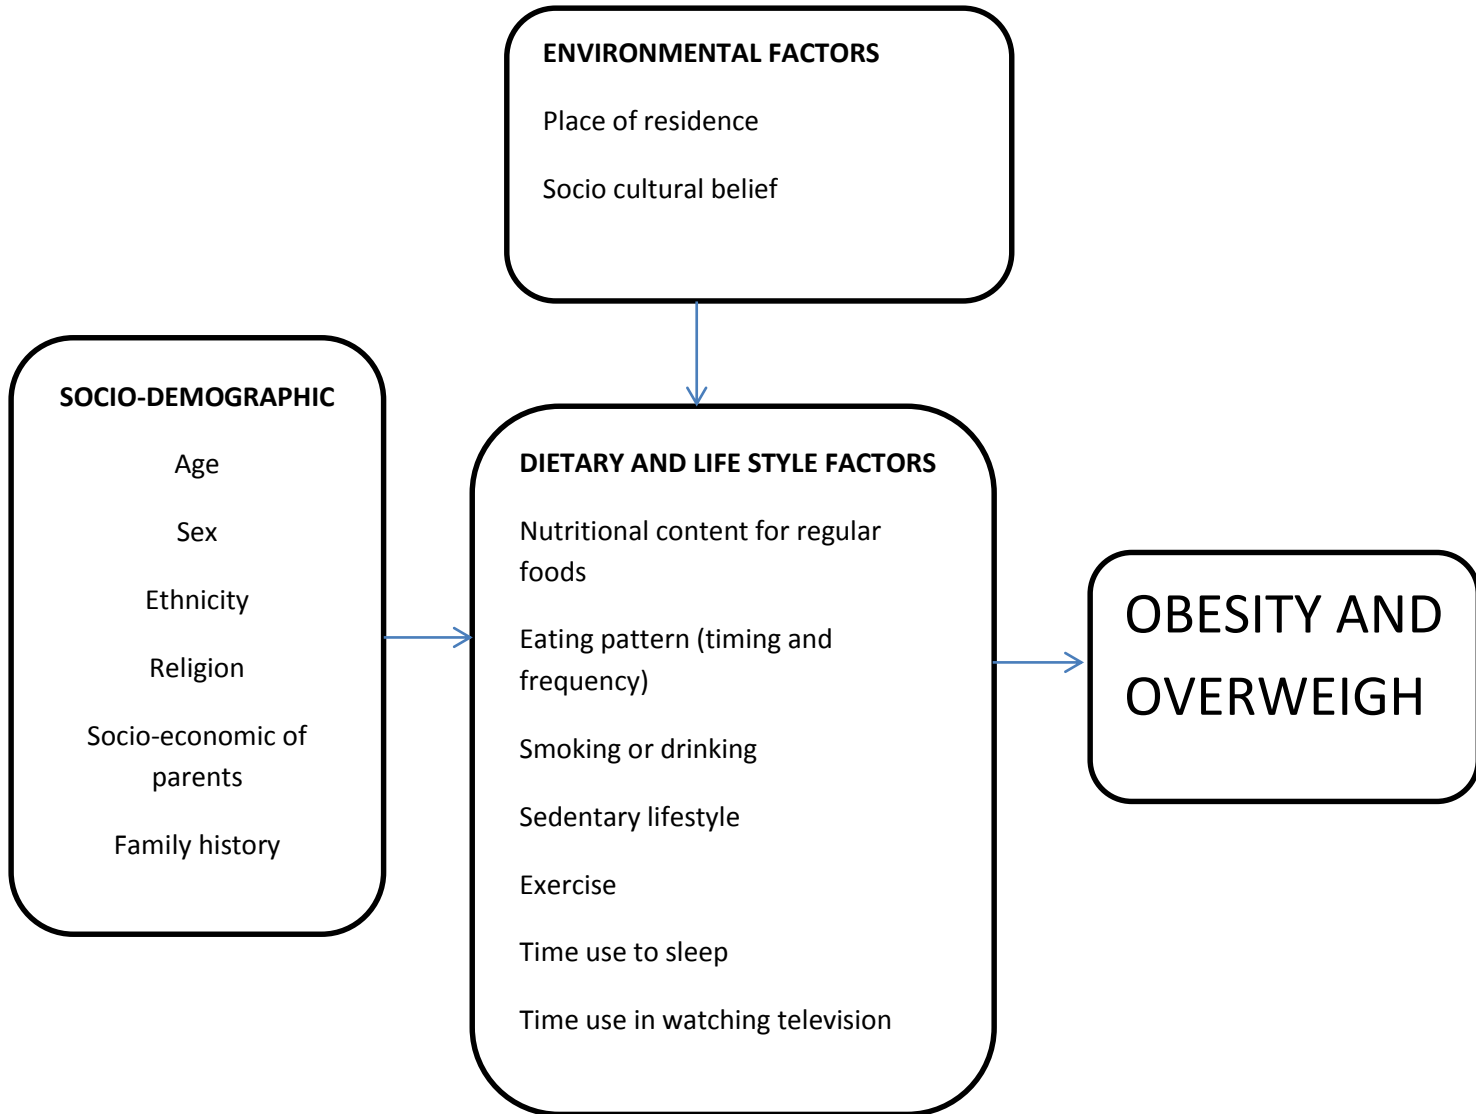 ENVIRONMENTAL FACTORS
Place of residence
Socio cultural belief
SOCIO-DEMOGRAPHIC
Age
Sex
Ethnicity
Religion
Socio-economic of
parents
Family history
DIETARY AND LIFE STYLE FACTORS
Nutritional content for regular
foods
Eating pattern (timing and
frequency)
Smoking or drinking
Sedentary lifestyle
Exercise
Time use to sleep
Time use in watching television
OBESITY AND
OVERWEIGH